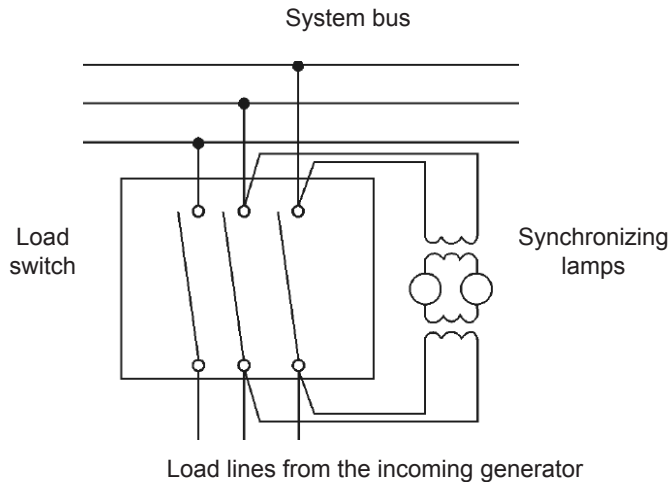 System bus
Load
switch
Synchronizing
lamps
Load lines from the incoming generator